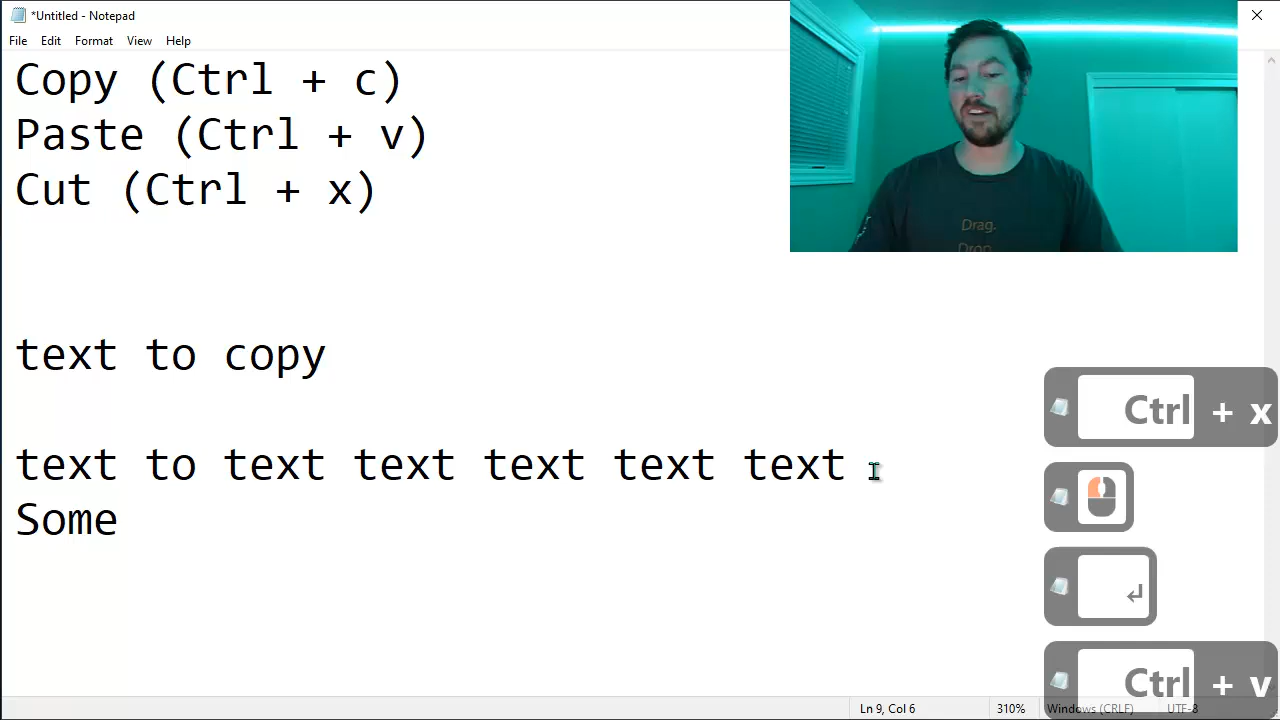 *Untitled - Notepad
File Edit Format View Help
Copy (Ctrl + c)
Paste (Ctrl + v)
Cut (Ctrl + x)
Drag.
Drop.
text to copy
text to text text text text text
Some
Ctrl + x
Ctrl + v
Ln 9, Col 6 310% Windows (CRLF) UTF-8